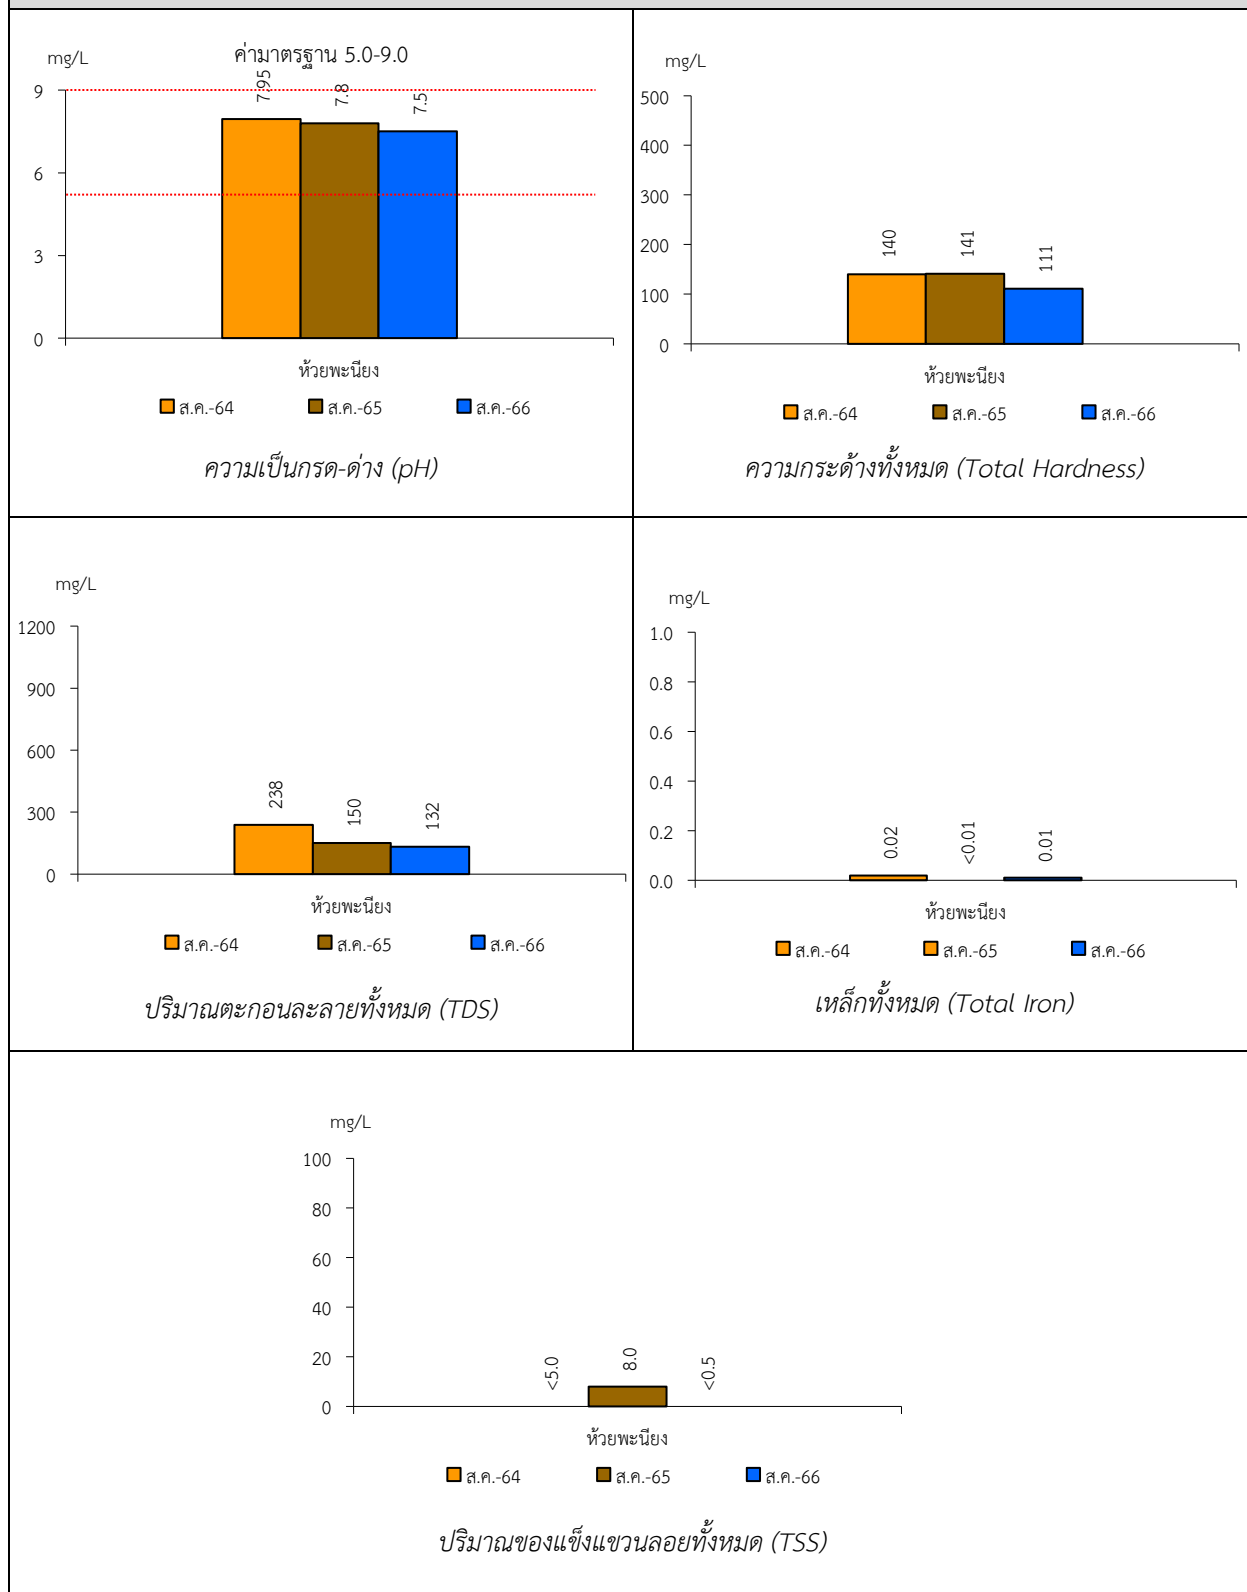 mg/L
ค่ามาตรฐาน 5.0-9.0
9
6
3
0
7.95
7.8
7.5
ห้วยพะนียง
ส.ค.-64 ส.ค.-65 ส.ค.-66
ความเป็นกรด-ด่าง (pH)
mg/L
500
400
300
200
100
0
140
141
111
ห้วยพะนียง
ส.ค.-64 ส.ค.-65 ส.ค.-66
ความกระด้างทั้งหมด (Total Hardness)
mg/L
1200
900
600
300
0
238
150
132
ห้วยพะนียง
ส.ค.-64 ส.ค.-65 ส.ค.-66
ปริมาณตะกอนละลายทั้งหมด (TDS)
mg/L
1.0
0.8
0.6
0.4
0.2
0.0
0.02
<0.01
0.01
ห้วยพะนียง
ส.ค.-64 ส.ค.-65 ส.ค.-66
เหล็กทั้งหมด (Total Iron)
mg/L
100
80
60
40
20
0
<5.0
8.0
<0.5
ห้วยพะนียง
ส.ค.-64 ส.ค.-65 ส.ค.-66
ปริมาณของแข็งแขวนลอยทั้งหมด (TSS)